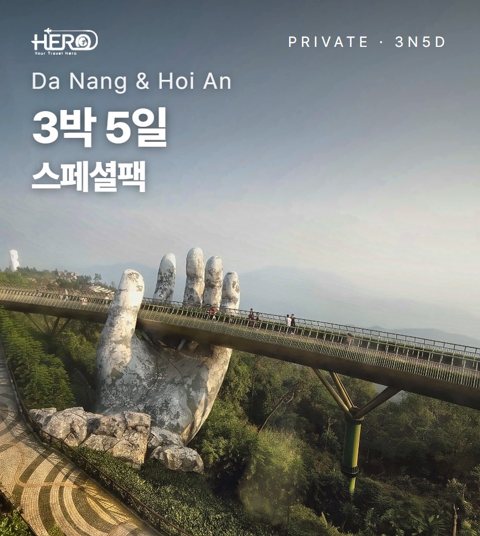 HERO
Your Travel Hero
PRIVATE · 3N5D
Da Nang & Hoi An
3박 5일
스페셜팩